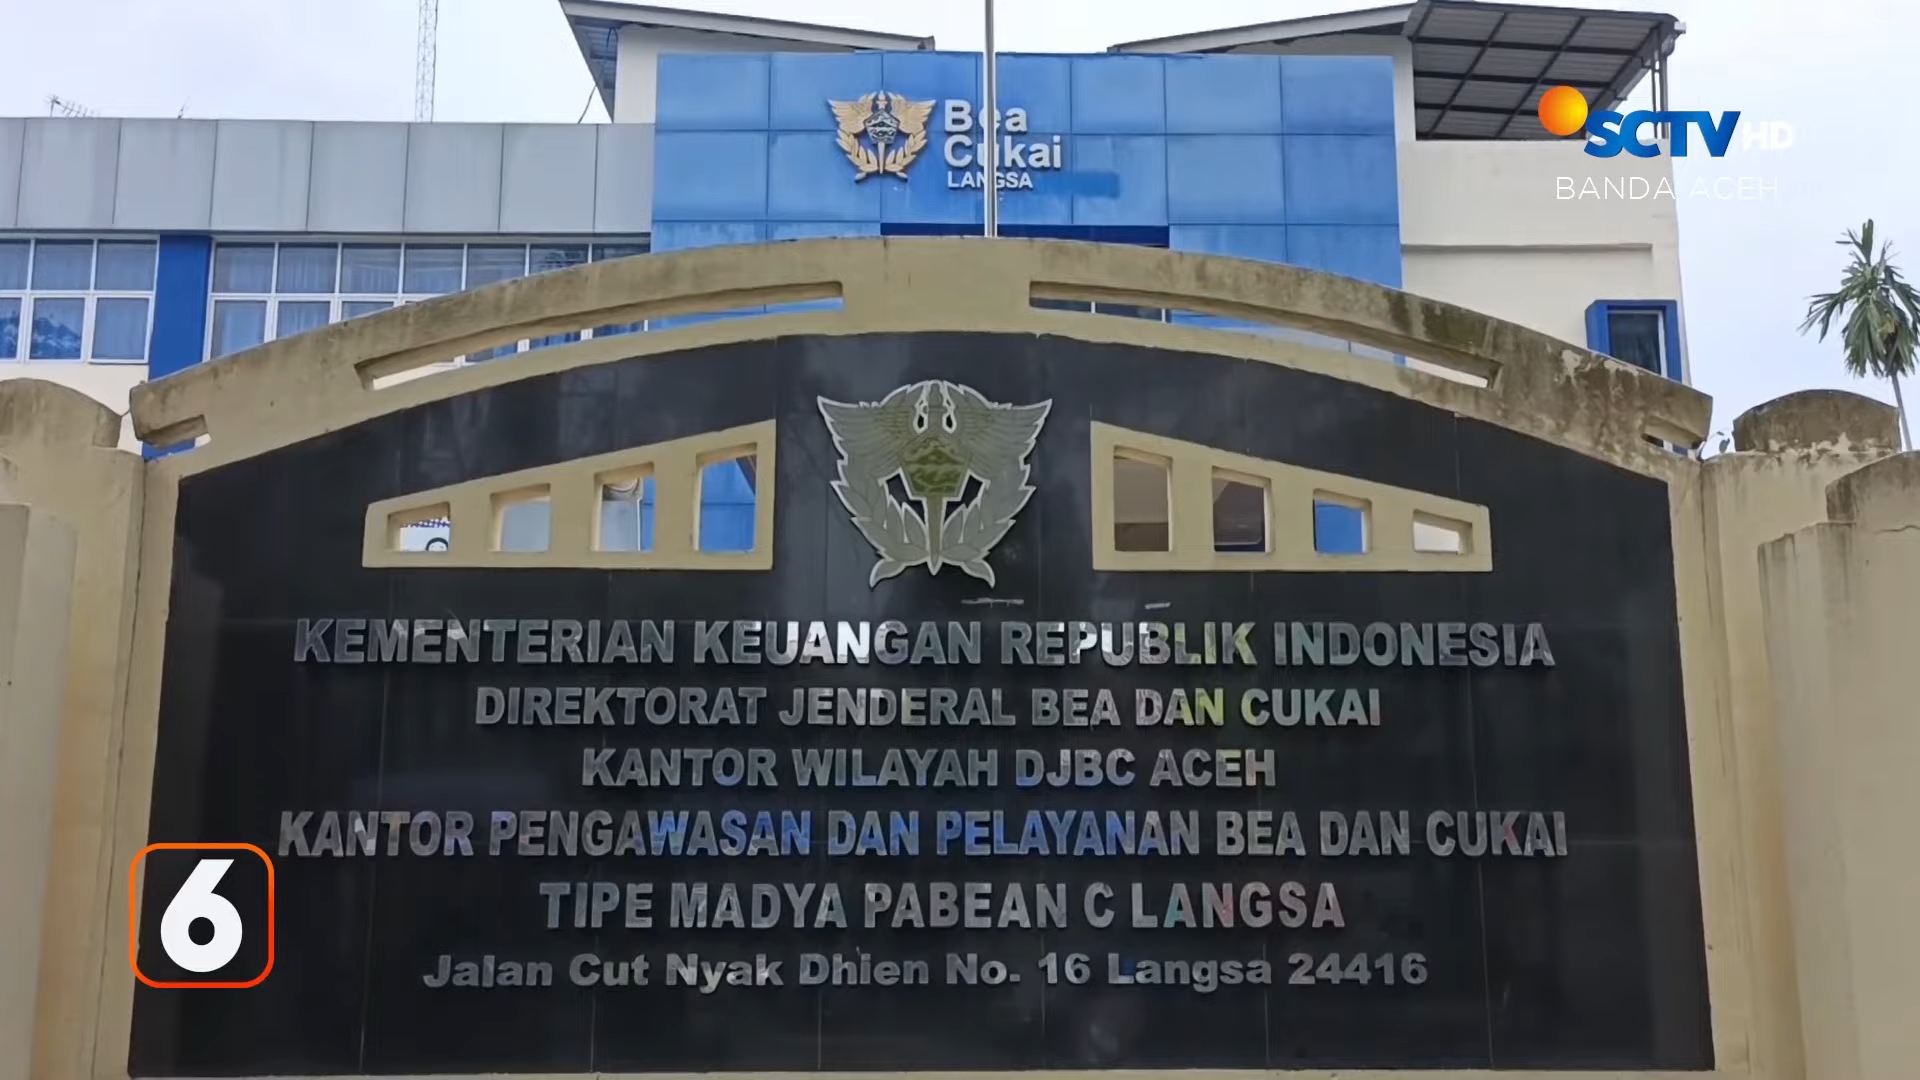 Bea
Cukai
LANGSA
SCTV HD
BANDA ACEH
KEMENTERIAN KEUANGAN REPUBLIK INDONESIA
DIREKTORAT JENDERAL BEA DAN CUKAI
KANTOR WILAYAH DJBC ACEH
KANTOR PENGAWASAN DAN PELAYANAN BEA DAN CUKAI
TIPE MADYA PABEAN C LANGSA
Jalan Cut Nyak Dhien No. 16 Langsa 24416
6